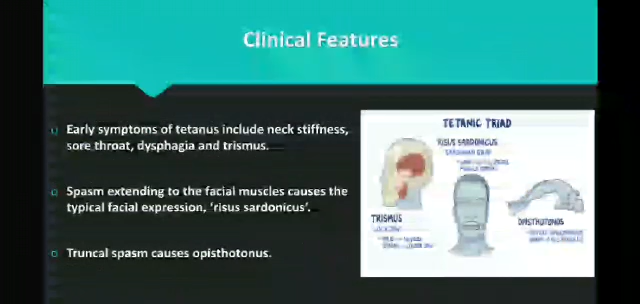 Clinical Features
Early symptoms of tetanus include neck stiffness,
sore throat, dysphagia and trismus.
Spasm extending to the facial muscles causes the
typical facial expression, 'risus sardonicus'.
Truncal spasm causes opisthotonus.
TETANIC TRIAD
RISUS SARDONICUS
TRISMUS
OPISTHOTONOS